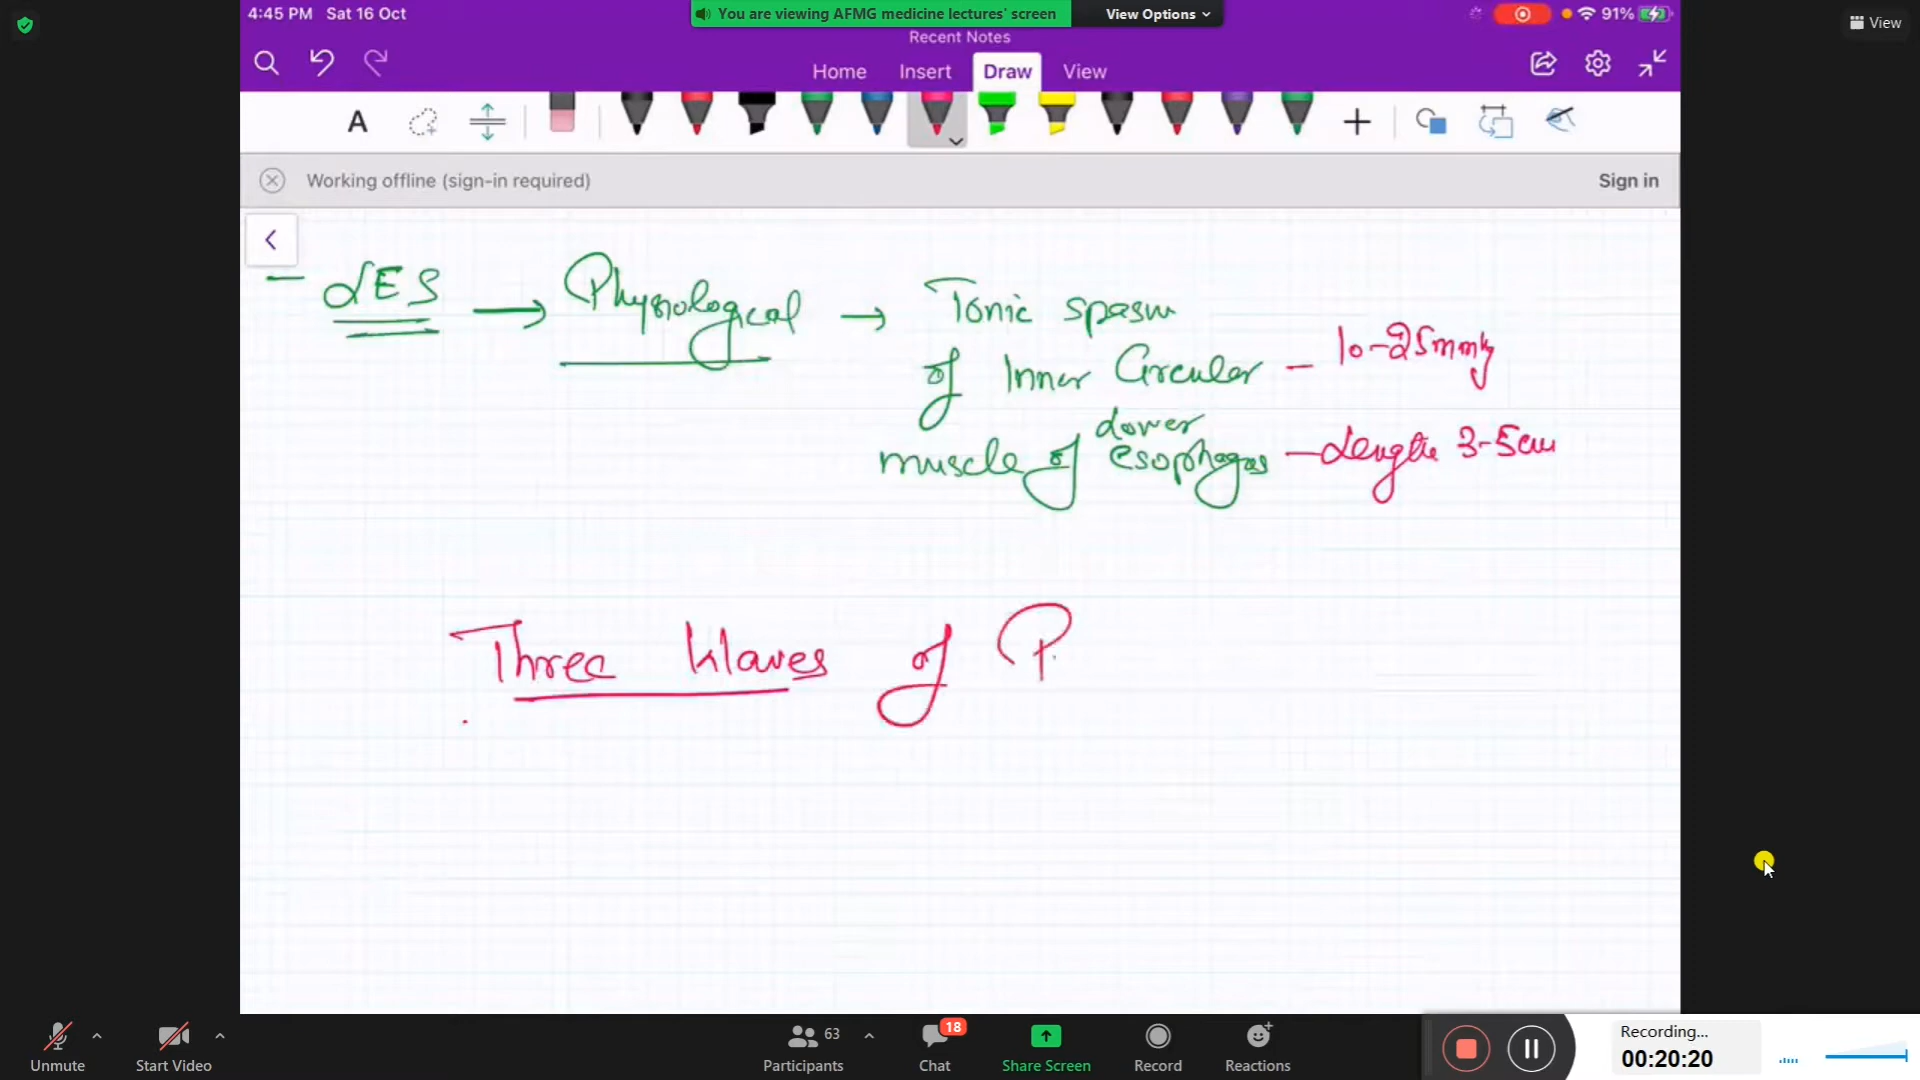 4:45 PM Sat 16 Oct
You are viewing AFMG medicine lectures' screen
View Options
91%
View
Recent Notes
Home Insert Draw View
A
Working offline (sign-in required)
Sign in
- LES → Physiological → Tonic spasm
of Inner Circular - 10-25mmHg
lower
muscle of esophagus - Length 3-5cm
Three Waves of P
Unmute
Start Video
63
Participants
18
Chat
Share Screen
Record
Reactions
Recording...
00:20:20